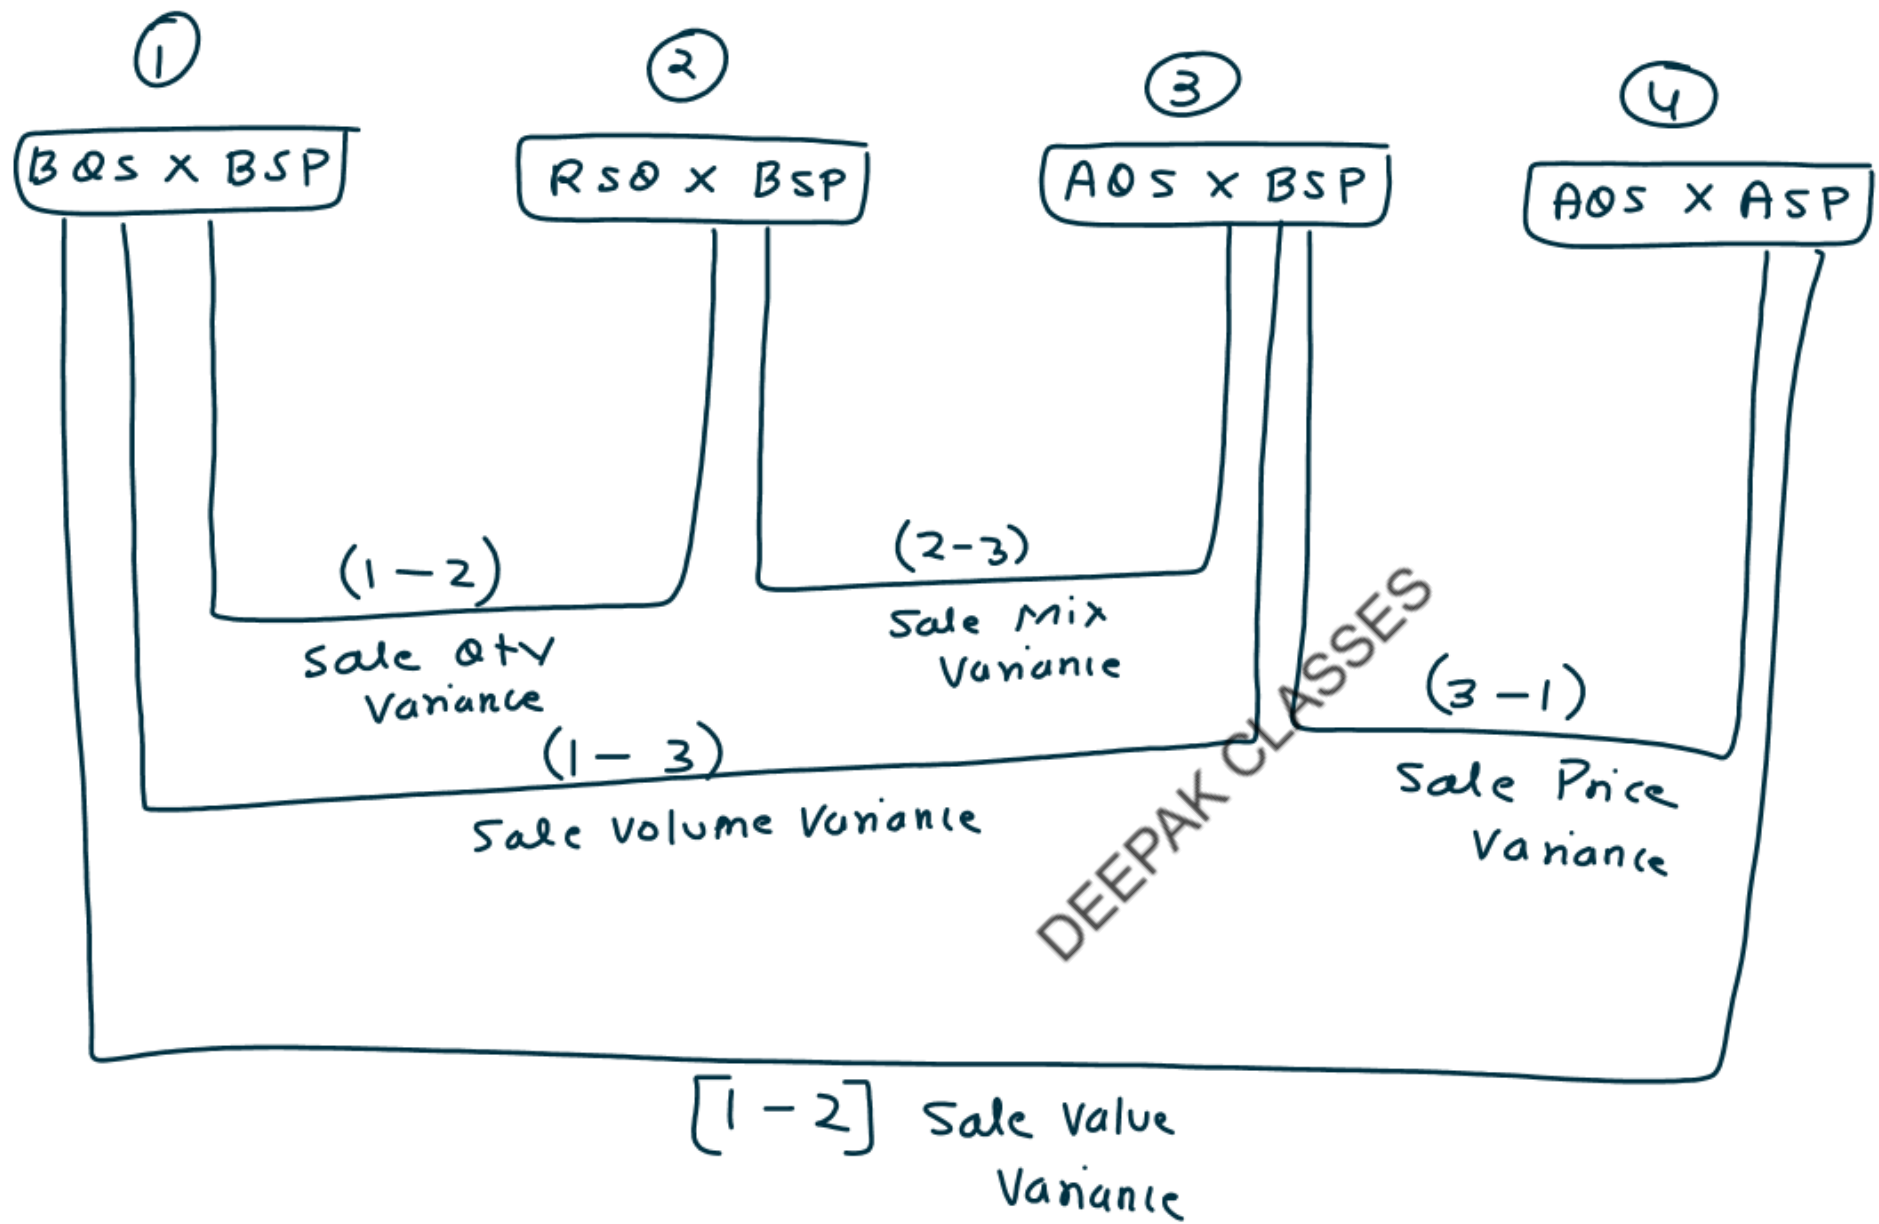 1
2
3
4
BQS X BSP
RSQ X BSP
AQS X BSP
AQS X ASP
(1-2)
Sale Qty
Variance
(2-3)
Sale Mix
Variance
(1-3)
Sale Volume Variance
(3-1)
Sale Price
Variance
DEEPAK CLASSES
[1-2] Sale Value
Variance